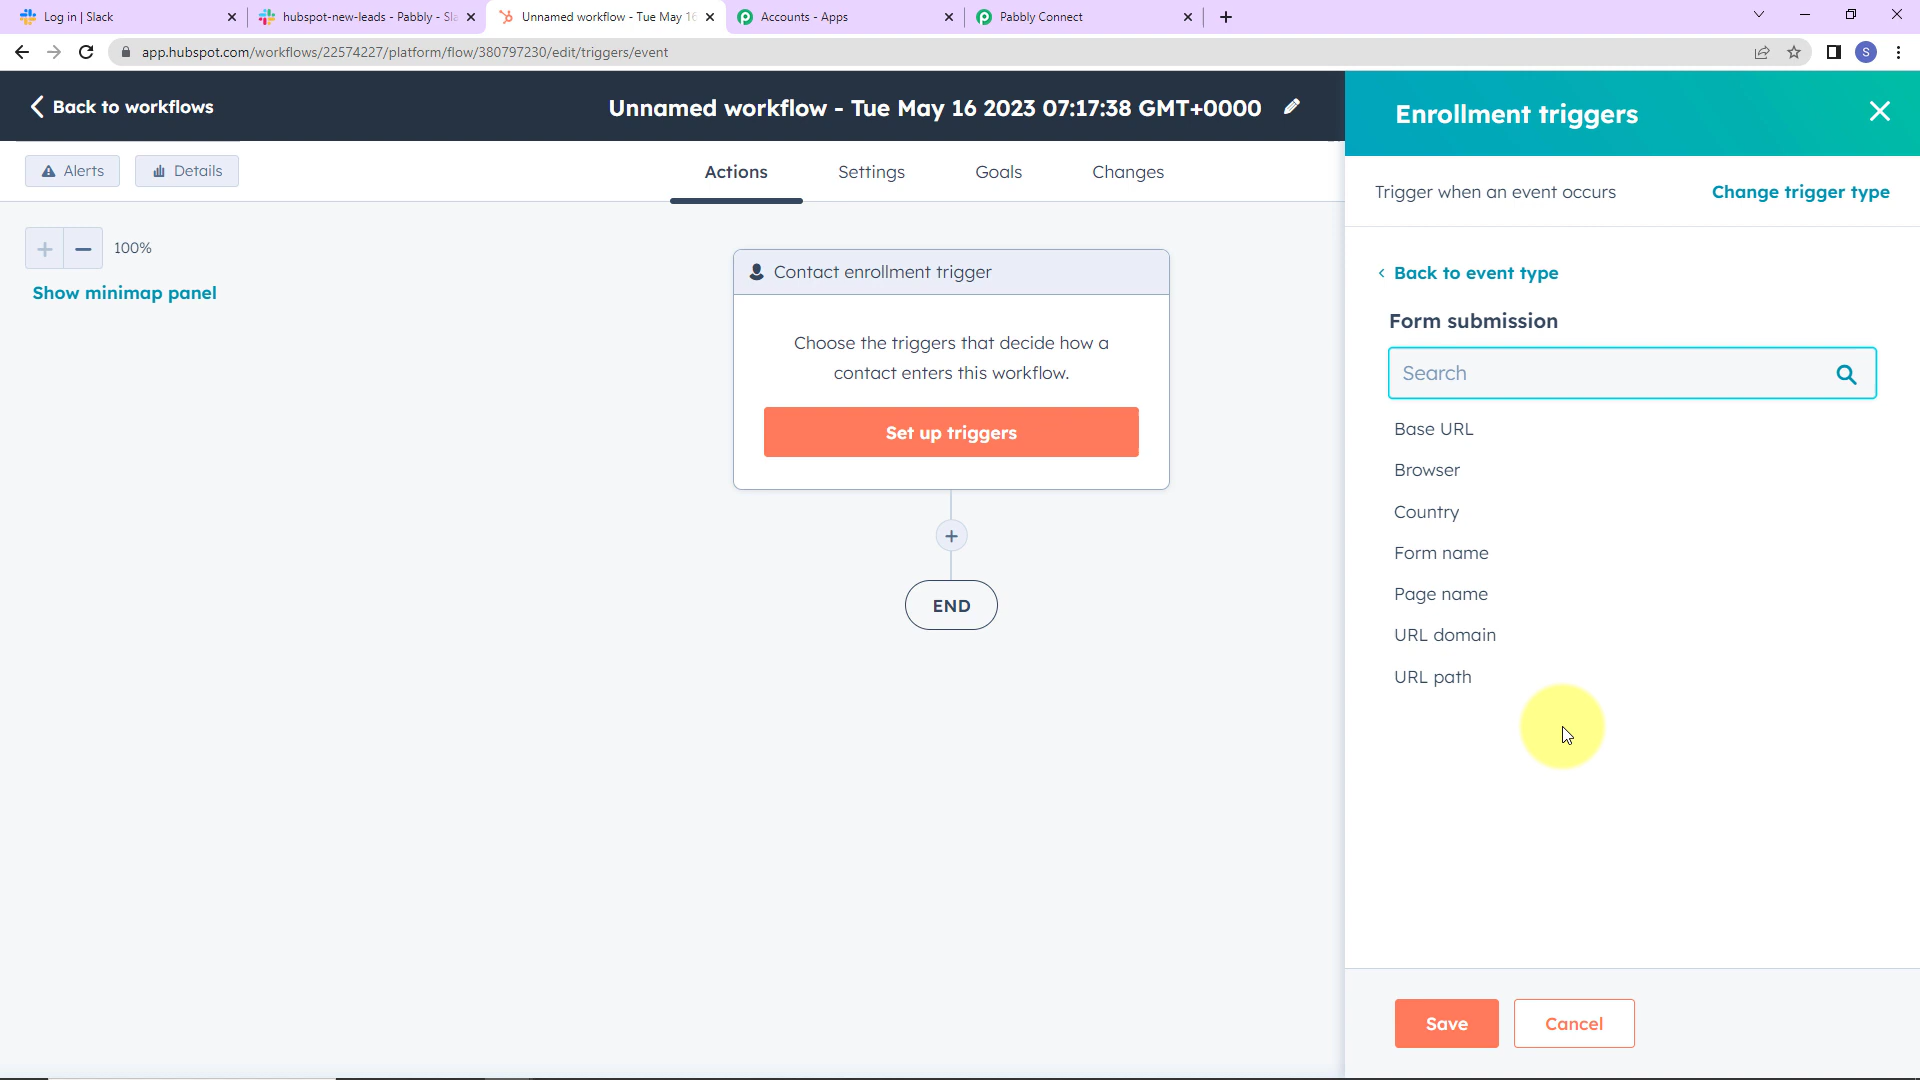 Log in | Slack
hubspot-new-leads - Pabbly - Sla
Unnamed workflow - Tue May 16
Accounts - Apps
Pabbly Connect
app.hubspot.com/workflows/22574227/platform/flow/380797230/edit/triggers/event
S
Back to workflows
Unnamed workflow - Tue May 16 2023 07:17:38 GMT+0000
Enrollment triggers
Alerts
Details
Actions
Settings
Goals
Changes
Trigger when an event occurs
Change trigger type
100%
Show minimap panel
Contact enrollment trigger
Choose the triggers that decide how a
contact enters this workflow.
Set up triggers
END
Back to event type
Form submission
Search
Base URL
Browser
Country
Form name
Page name
URL domain
URL path
Save
Cancel